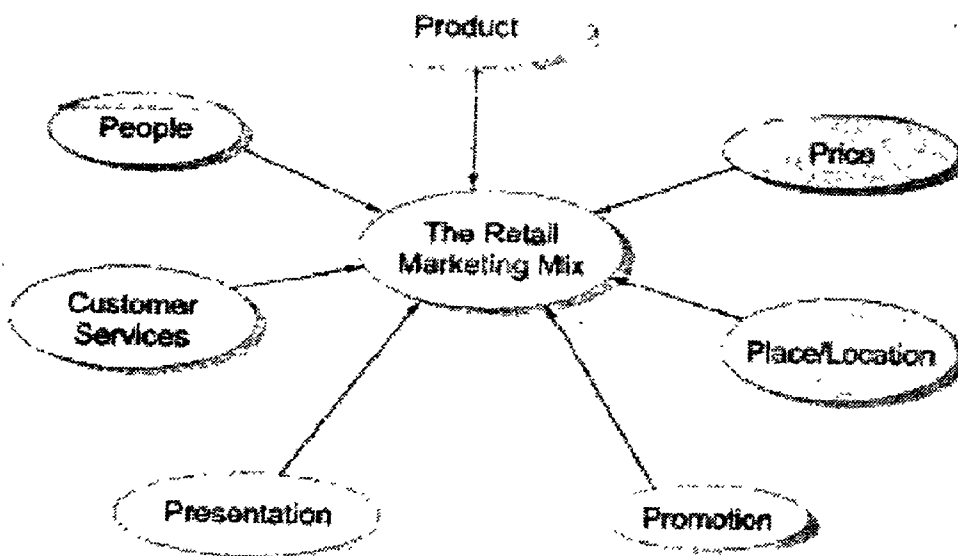 Product
People
Price
The Retail
Marketing Mix
Customer
Services
Place/Location
Presentation
Promotion